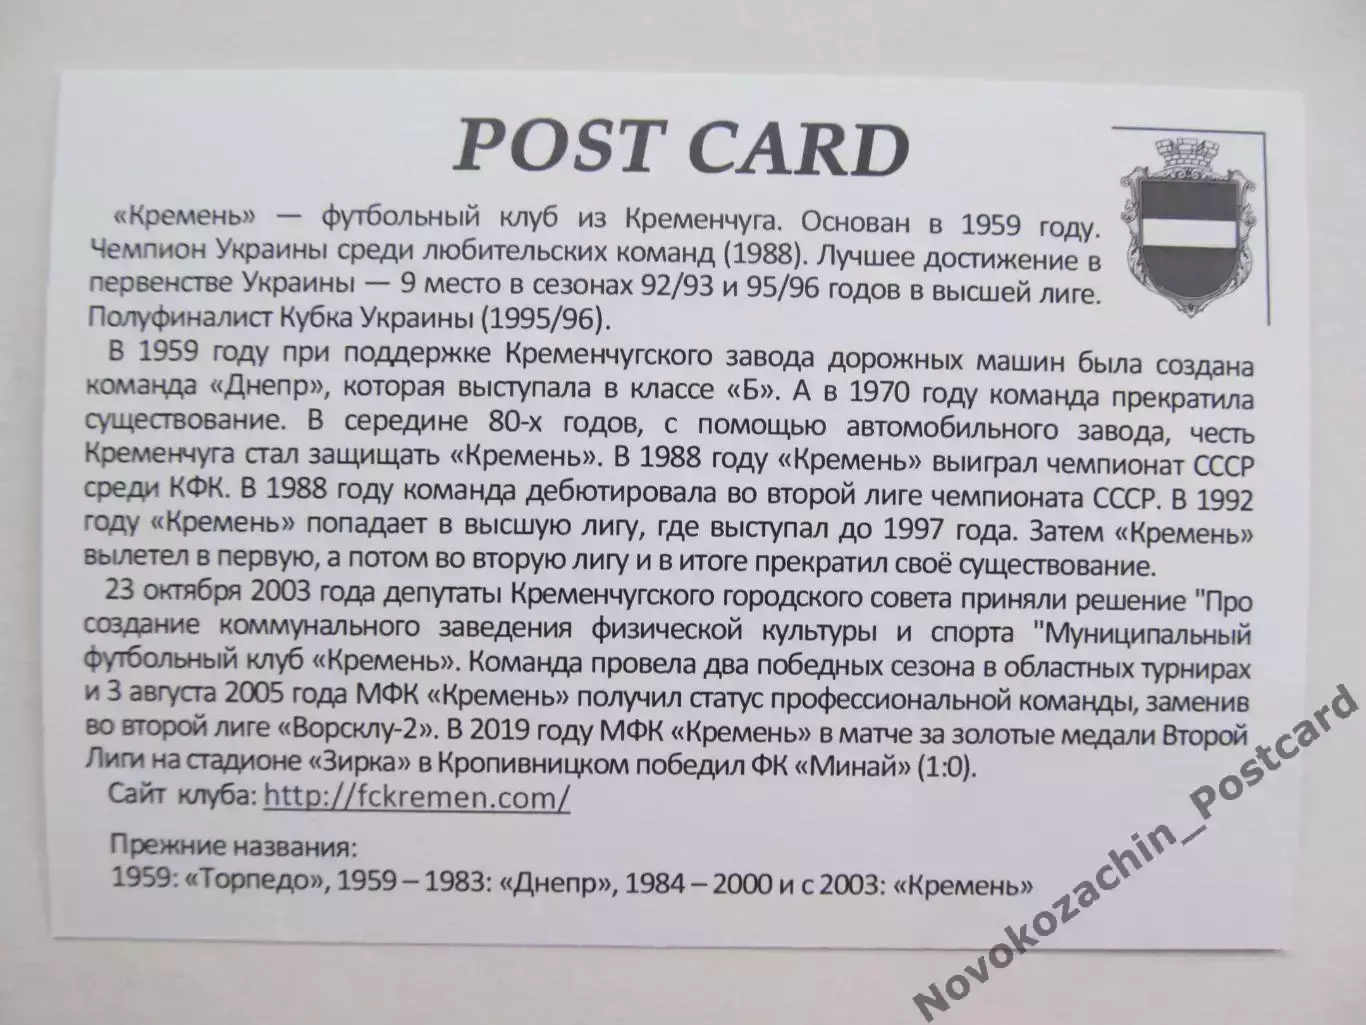 POST CARD
«Кремень» — футбольный клуб из Кременчуга. Основан в 1959 году.
Чемпион Украины среди любительских команд (1988). Лучшее достижение в
первенстве Украины — 9 место в сезонах 92/93 и 95/96 годов в высшей лиге.
Полуфиналист Кубка Украины (1995/96).
В 1959 году при поддержке Кременчугского завода дорожных машин была создана
команда «Днепр», которая выступала в классе «Б». А в 1970 году команда прекратила
существование. В середине 80-х годов, с помощью автомобильного завода, честь
Кременчуга стал защищать «Кремень». В 1988 году «Кремень» выиграл чемпионат СССР
среди КФК. В 1988 году команда дебютировала во второй лиге чемпионата СССР. В 1992
году «Кремень» попадает в высшую лигу, где выступал до 1997 года. Затем «Кремень»
вылетел в первую, а потом во вторую лигу и в итоге прекратил своё существование.
23 октября 2003 года депутаты Кременчугского городского совета приняли решение "Про
создание коммунального заведения физической культуры и спорта "Муниципальный
футбольный клуб «Кремень». Команда провела два победных сезона в областных турнирах
и 3 августа 2005 года МФК «Кремень» получил статус профессиональной команды, заменив
во второй лиге «Ворсклу-2». В 2019 году МФК «Кремень» в матче за золотые медали Второй
Лиги на стадионе «Зирка» в Кропивницком победил ФК «Минай» (1:0).
Сайт клуба: http://fckremen.com/
Прежние названия:
1959: «Торпедо», 1959 – 1983: «Днепр», 1984 – 2000 и с 2003: «Кремень»
Novokozachin_Postcard